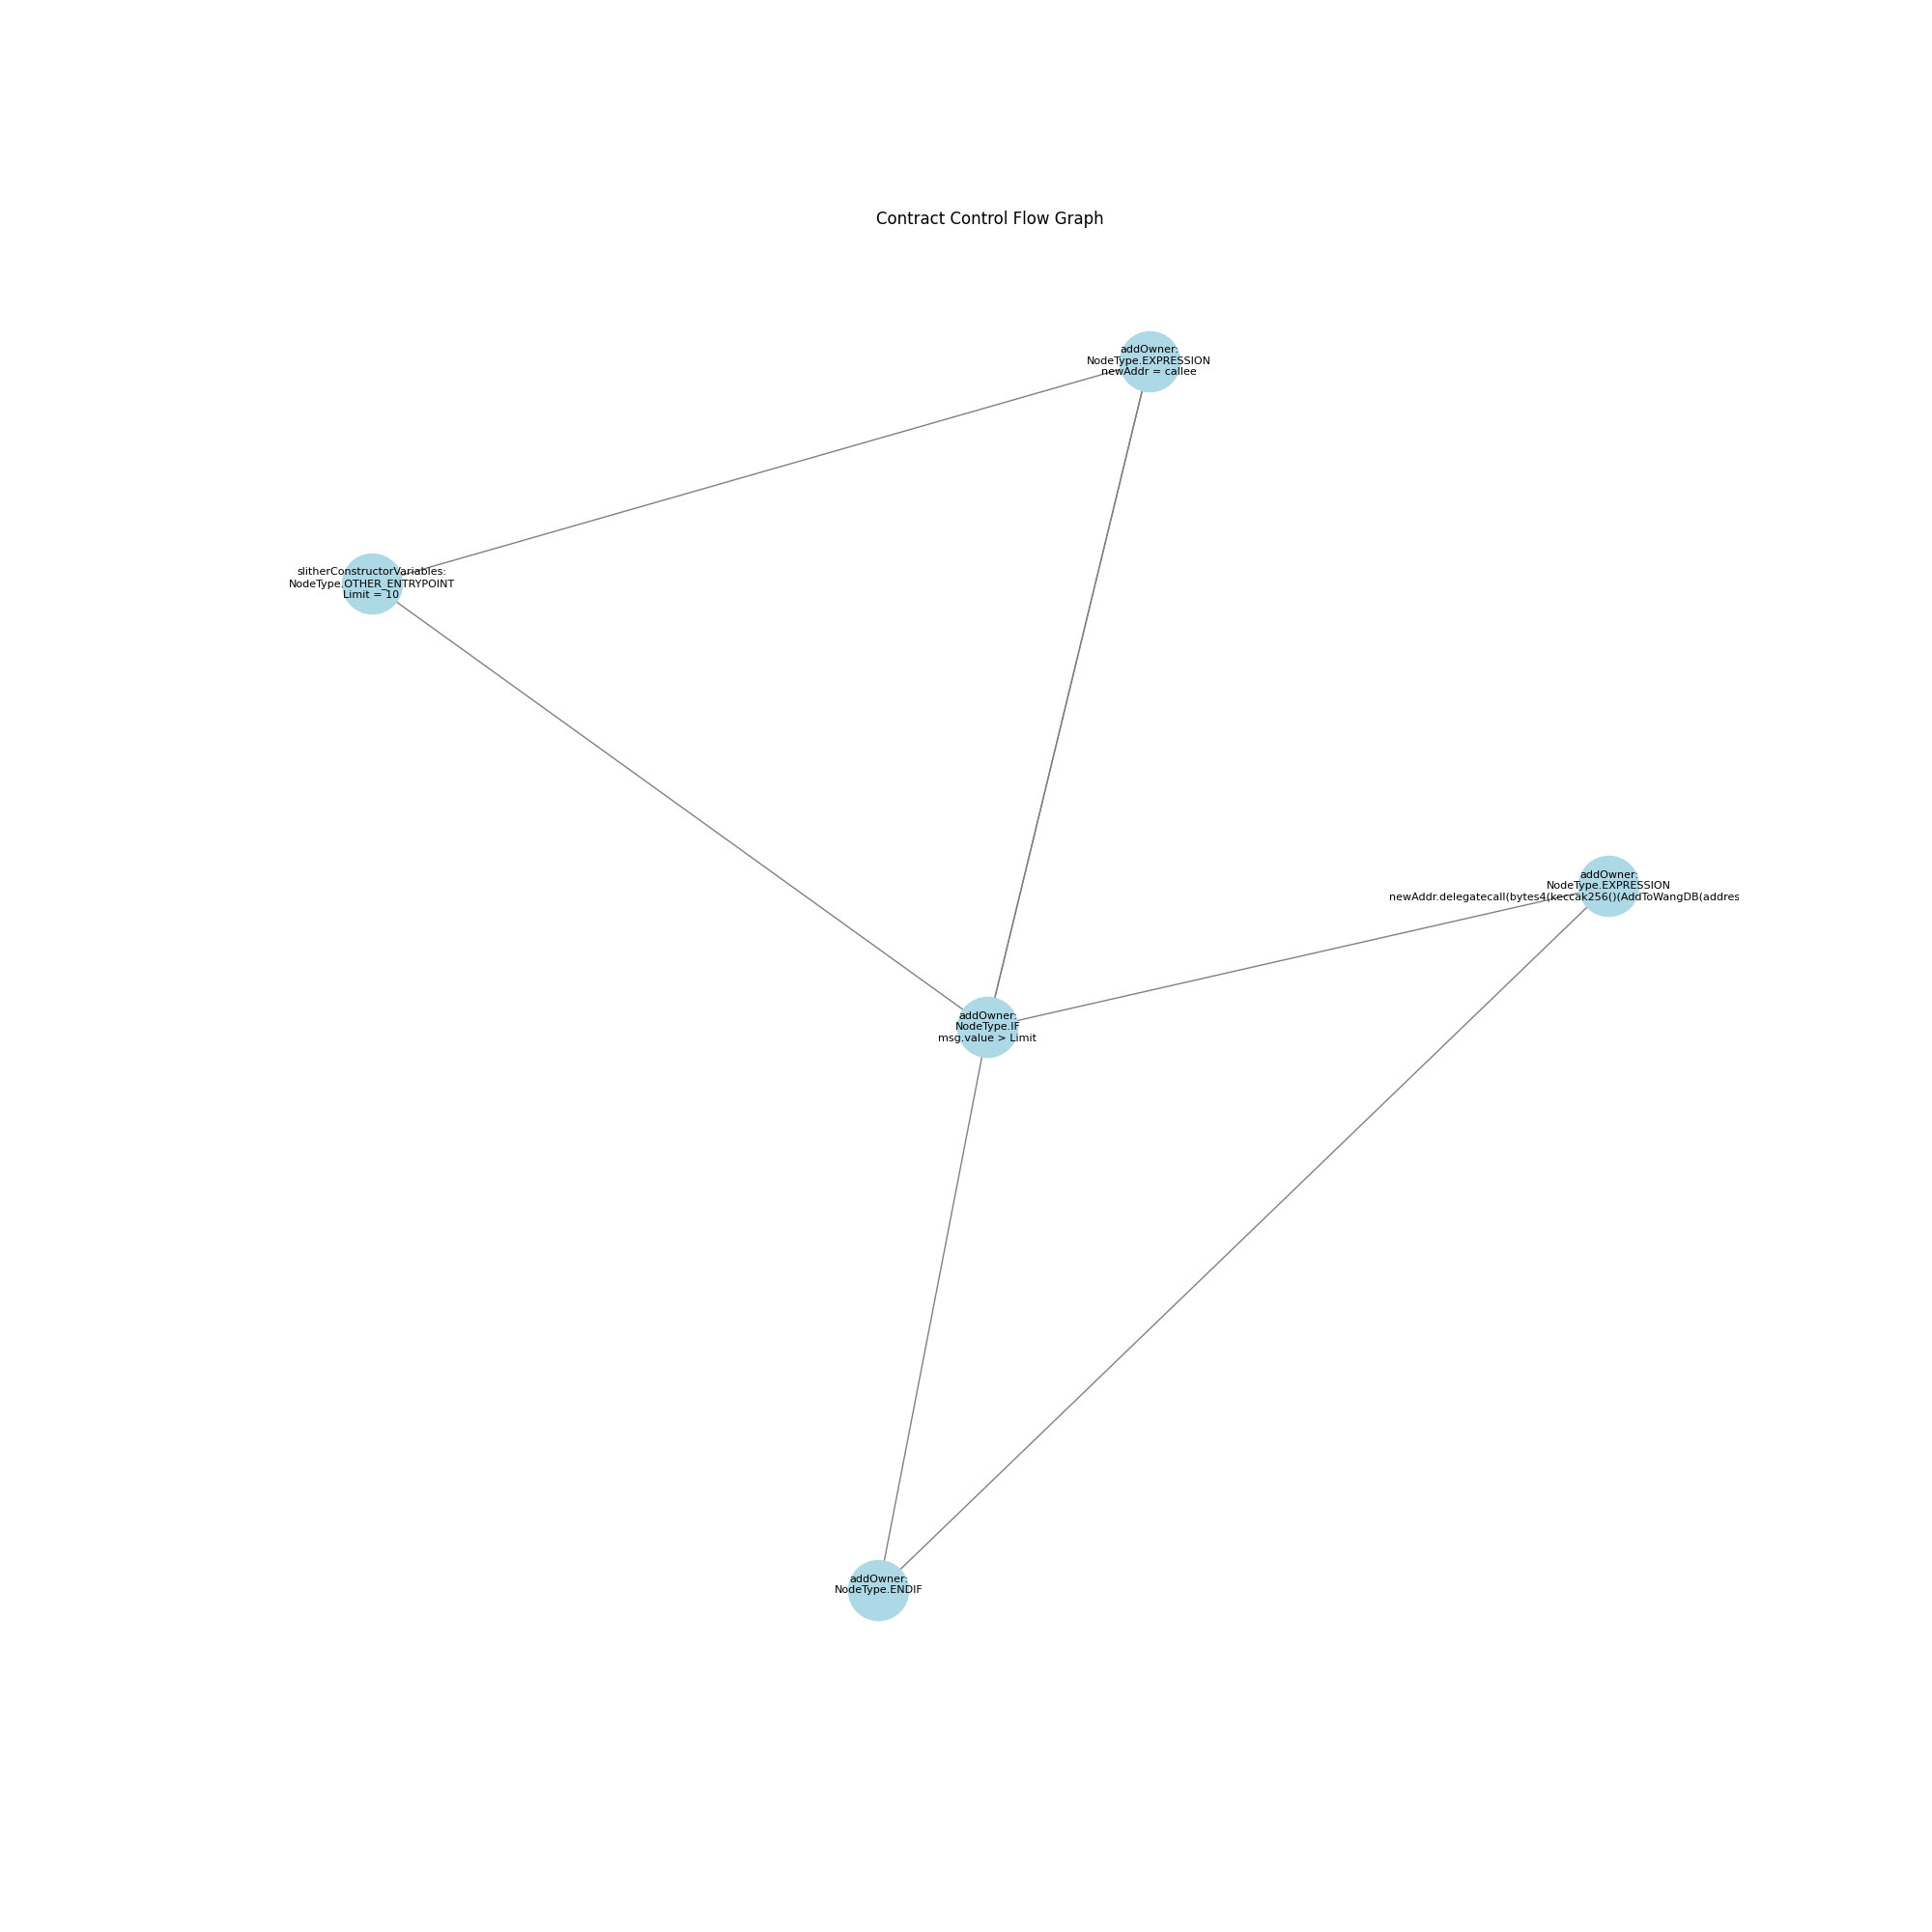 Contract Control Flow Graph
addOwner:
NodeType.EXPRESSION
newAddr = callee
slitherConstructorVariables:
NodeType.OTHER_ENTRYPOINT
Limit = 10
addOwner:
NodeType.EXPRESSION
newAddr.delegatecall(bytes4(keccak256()(AddToWangDB(addres
addOwner:
NodeType.IF
msg.value > Limit
addOwner:
NodeType.ENDIF